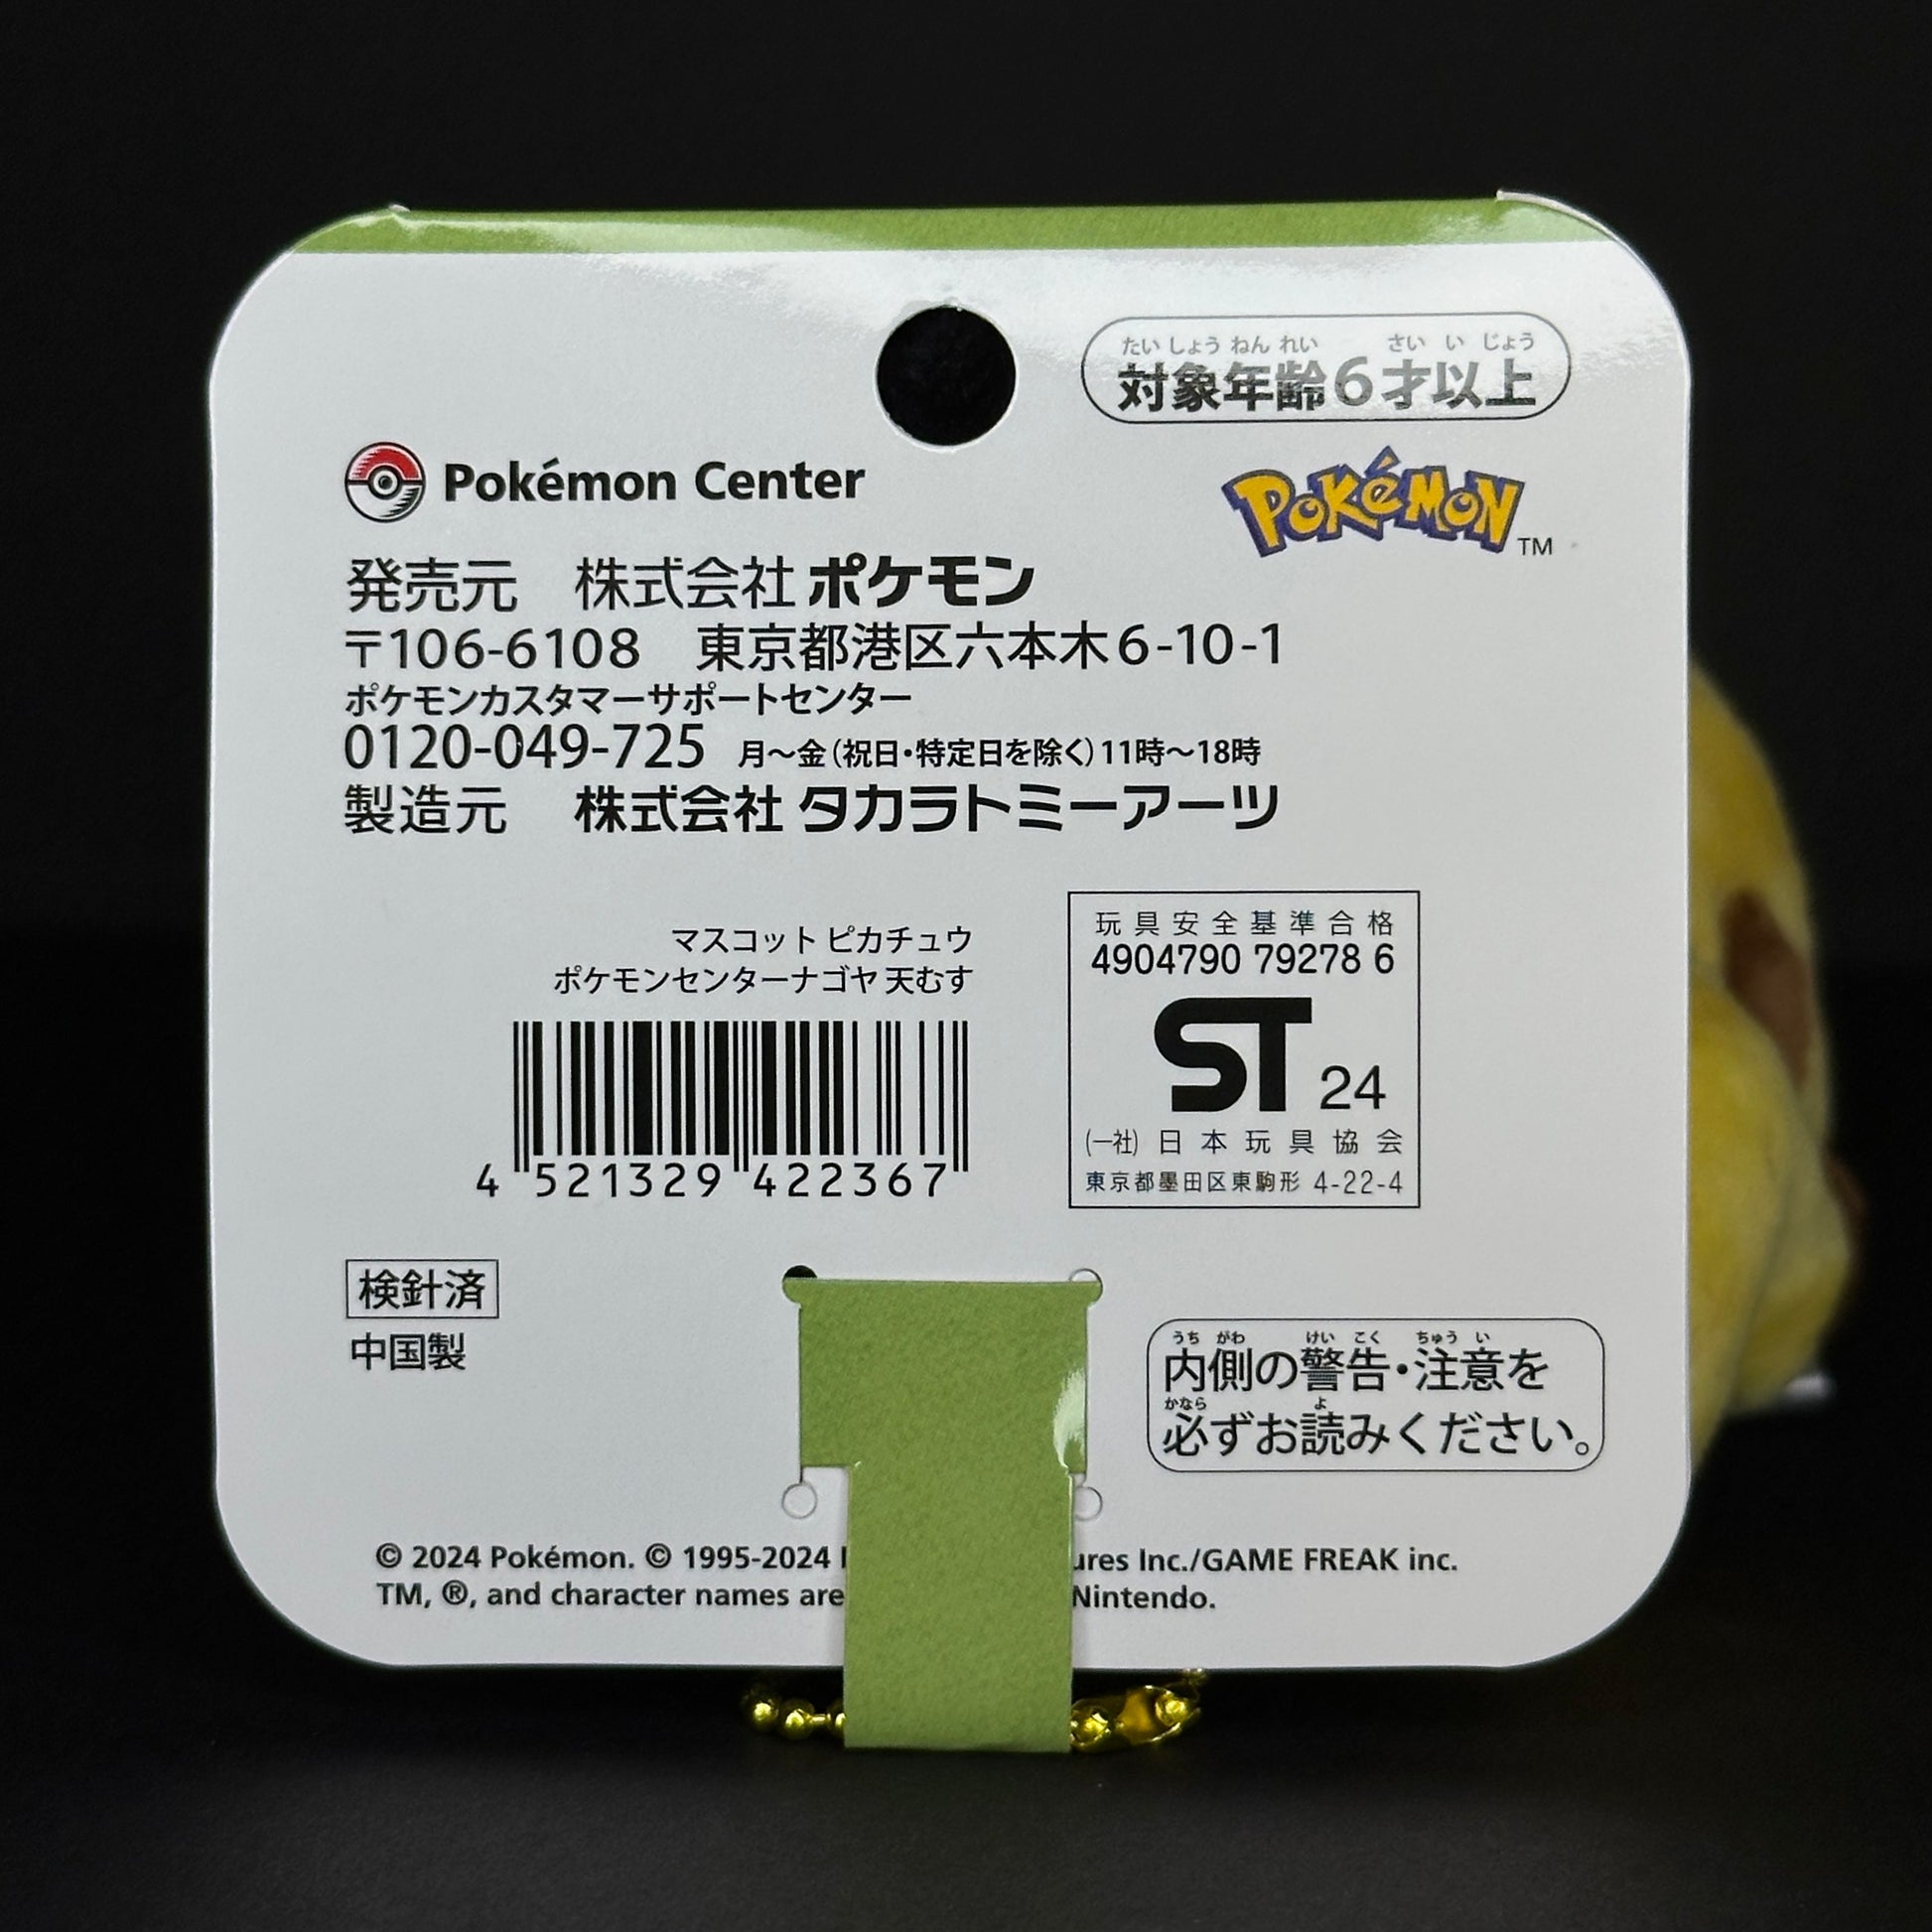 たいしょうねんれい さいいじょう
対象年齢6才以上
Pokémon Center
POKéMON TM
発売元 株式会社ポケモン
〒106-6108 東京都港区六本木6-10-1
ポケモンカスタマーサポートセンター
0120-049-725 月〜金(祝日・特定日を除く)11時〜18時
製造元 株式会社タカラトミーアーツ
マスコット ピカチュウ
ポケモンセンターナゴヤ 天むす
4 521329 422367
玩具安全基準合格
4904790 79278 6
ST 24
(一社)日本玩具協会
東京都墨田区東駒形 4-22-4
検針済
中国製
うちがわ けいこく ちゅうい
内側の警告・注意を
かなら よ
必ずお読みください。
© 2024 Pokémon. © 1995-2024 Inc./GAME FREAK inc.
TM, ®, and character names are Nintendo.